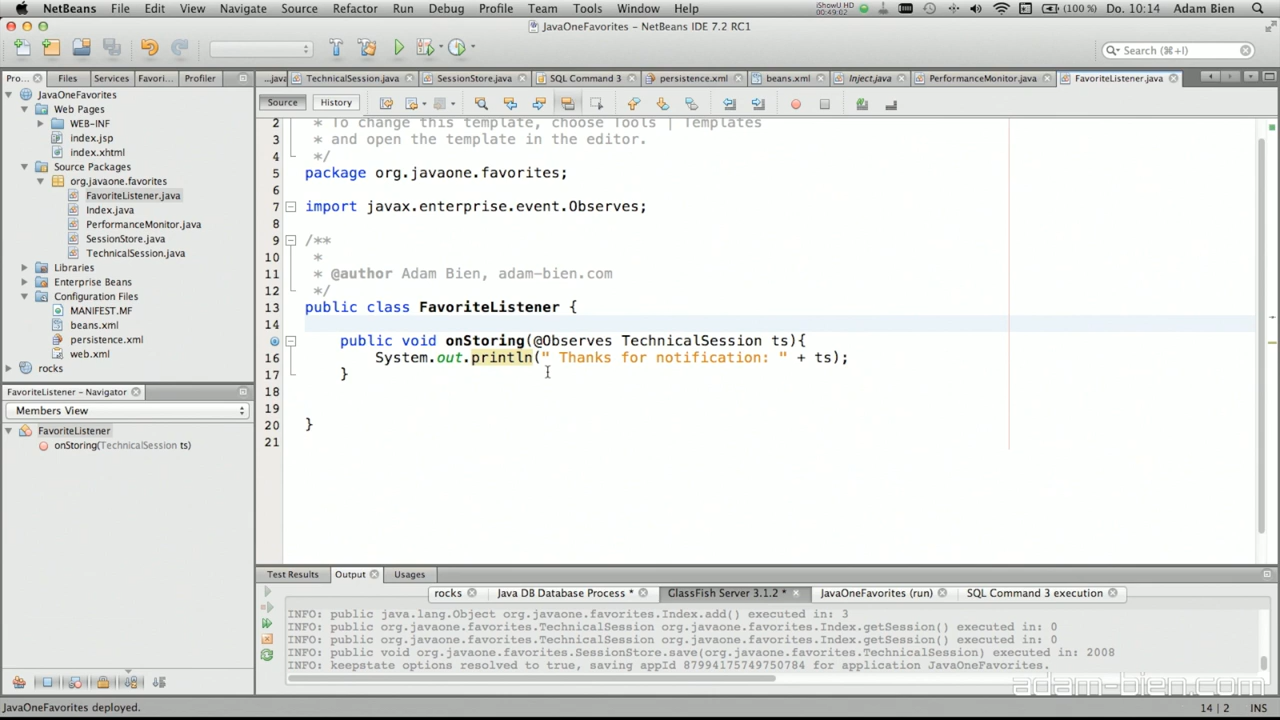 NetBeans File Edit View Navigate Source Refactor Run Debug Profile Team Tools Window Help iShowU HD 00:49:02 (100 %) Do. 10:14 Adam Bien
JavaOneFavorites – NetBeans IDE 7.2 RC1
Search (⌘+I)
Pro... Files Services Favori... Profiler
...java TechnicalSession.java SessionStore.java SQL Command 3 persistence.xml beans.xml Inject.java PerformanceMonitor.java FavoriteListener.java
Source History
JavaOneFavorites
Web Pages
WEB-INF
index.jsp
index.xhtml
Source Packages
org.javaone.favorites
FavoriteListener.java
Index.java
PerformanceMonitor.java
SessionStore.java
TechnicalSession.java
Libraries
Enterprise Beans
Configuration Files
MANIFEST.MF
beans.xml
persistence.xml
web.xml
rocks
FavoriteListener – Navigator
Members View
FavoriteListener
onStoring(TechnicalSession ts)
2 * To change this template, choose Tools | Templates
3 * and open the template in the editor.
4 */
5 package org.javaone.favorites;
6
7 import javax.enterprise.event.Observes;
8
9 /**
10 *
11 * @author Adam Bien, adam-bien.com
12 */
13 public class FavoriteListener {
14
15 public void onStoring(@Observes TechnicalSession ts){
16 System.out.println(" Thanks for notification: " + ts);
17 }
18
19
20 }
21
Test Results Output Usages
rocks Java DB Database Process * GlassFish Server 3.1.2 * JavaOneFavorites (run) SQL Command 3 execution
INFO: public java.lang.Object org.javaone.favorites.Index.add() executed in: 3
INFO: public org.javaone.favorites.TechnicalSession org.javaone.favorites.Index.getSession() executed in: 0
INFO: public org.javaone.favorites.TechnicalSession org.javaone.favorites.Index.getSession() executed in: 0
INFO: public void org.javaone.favorites.SessionStore.save(org.javaone.favorites.TechnicalSession) executed in: 2008
INFO: keepstate options resolved to true, saving appId 87994175749750784 for application JavaOneFavorites.
adam-bien.com
JavaOneFavorites deployed. 14 | 2 INS